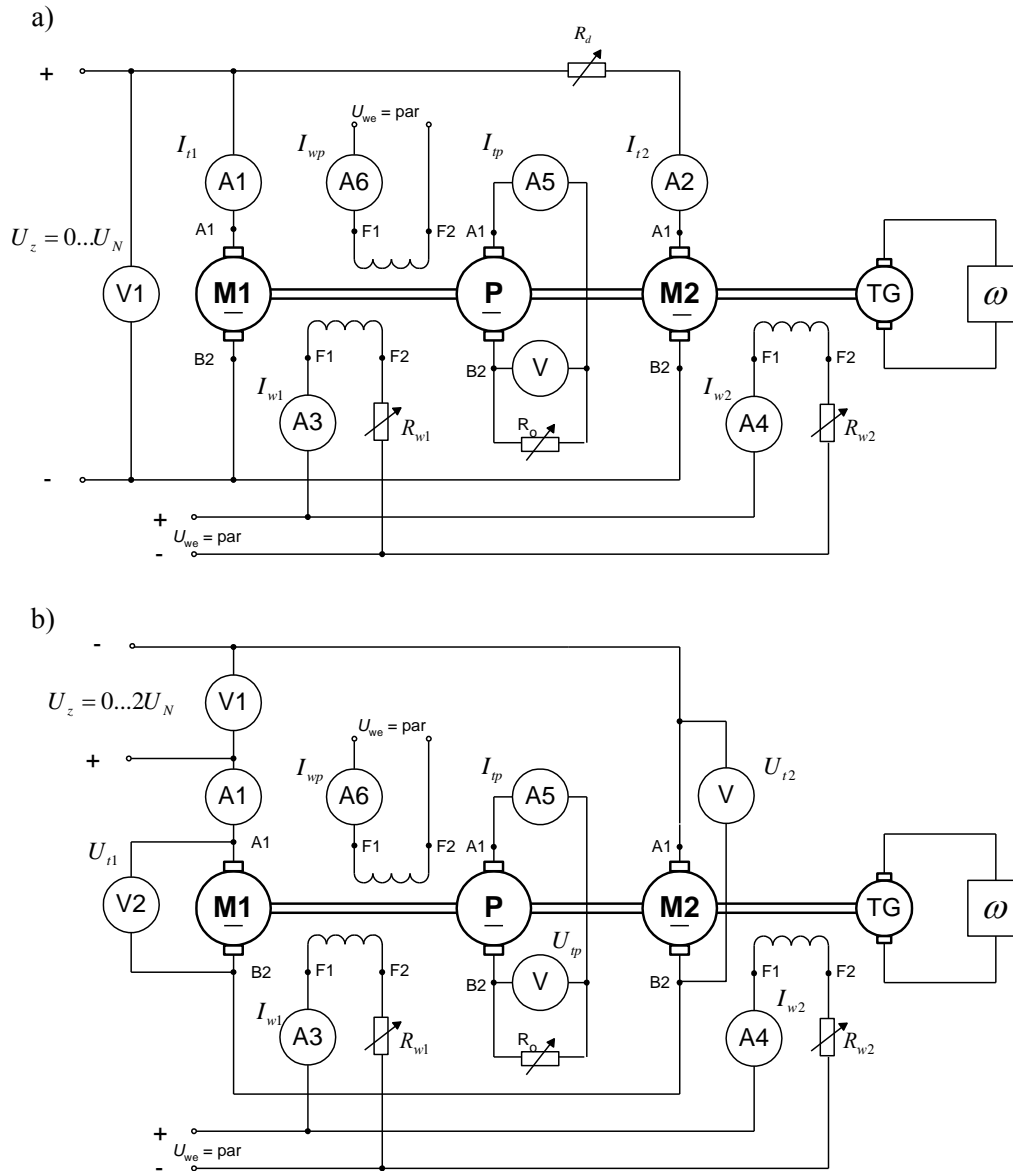 a)
R_d
+
U_we = par
I_t1 I_wp I_tp I_t2
A1 A6 A5 A2
A1 F1 F2 A1 A1
U_z = 0...U_N
V1 M1 P M2 TG ω
B2 F1 F2 B2 V B2 F1 F2
I_w1 I_w2
A3 R_w1 R_o A4 R_w2
-
+
U_we = par
-
b)
-
U_z = 0...2U_N V1
U_we = par
+ I_wp I_tp U_t2
A1 A6 A5 V
U_t1 A1 F1 F2 A1 A1
V2 M1 P M2 TG ω
U_tp
B2 F1 F2 B2 V B2 F1 F2
I_w1 I_w2
A3 R_w1 R_o A4 R_w2
+
U_we = par
-